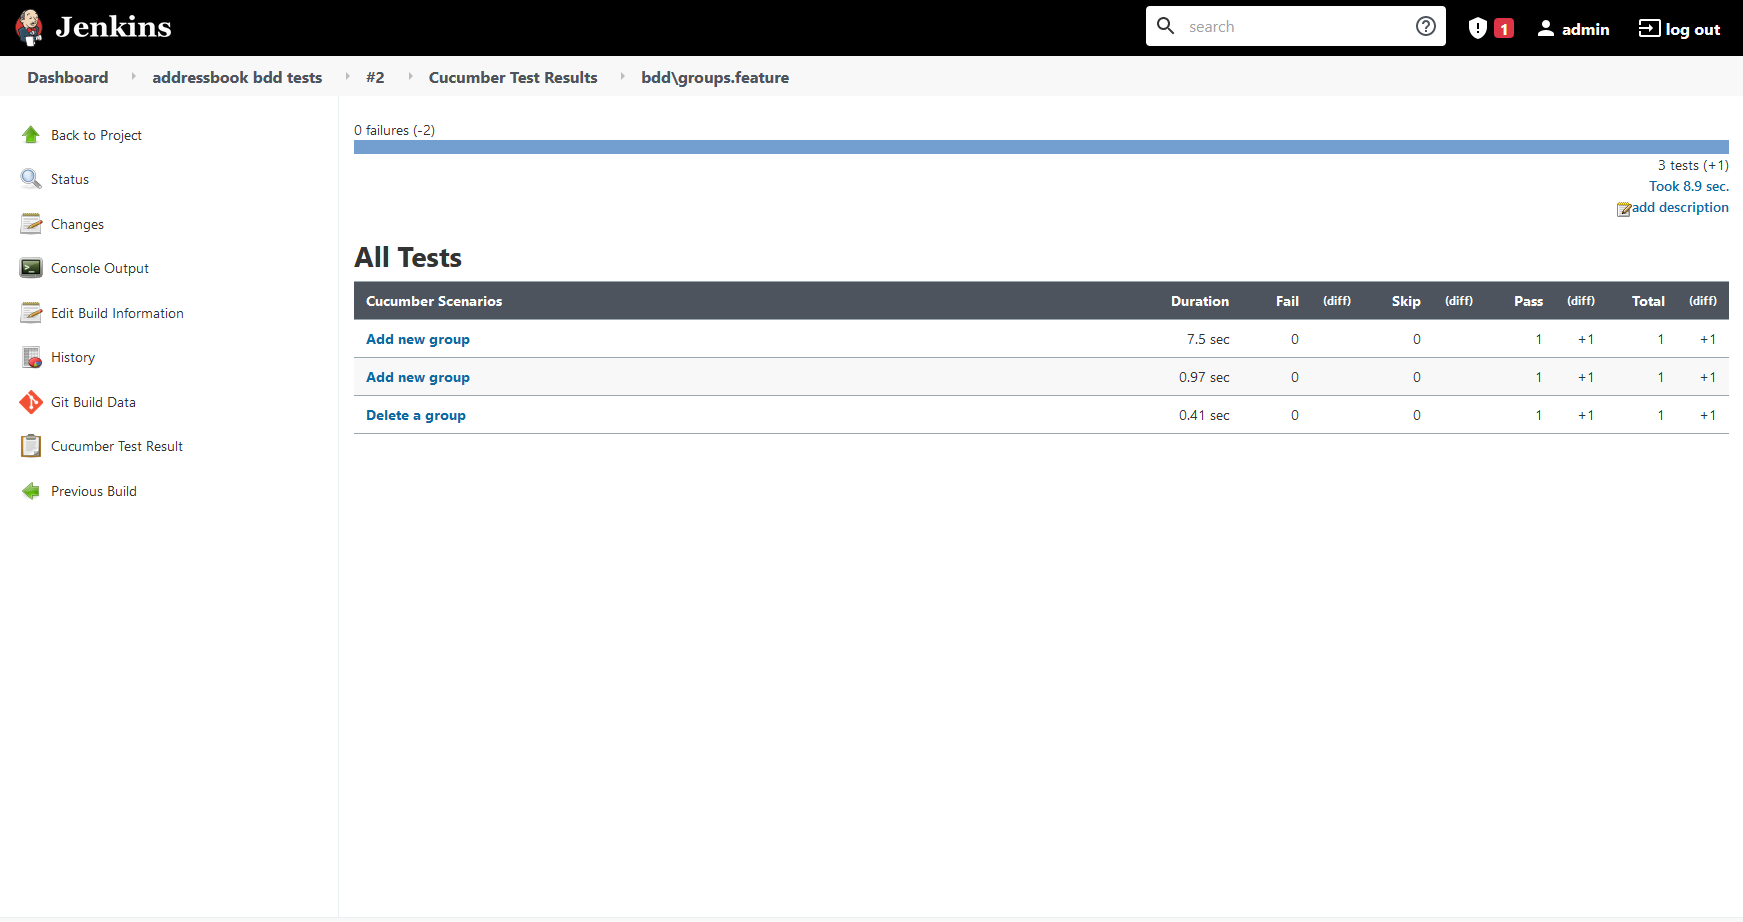 Jenkins
search
1
admin
log out
Dashboard addressbook bdd tests #2 Cucumber Test Results bdd\groups.feature
Back to Project
Status
Changes
Console Output
Edit Build Information
History
Git Build Data
Cucumber Test Result
Previous Build
0 failures (-2)
3 tests (+1)
Took 8.9 sec.
add description
All Tests
Cucumber Scenarios Duration Fail (diff) Skip (diff) Pass (diff) Total (diff)
Add new group 7.5 sec 0 0 1 +1 1 +1
Add new group 0.97 sec 0 0 1 +1 1 +1
Delete a group 0.41 sec 0 0 1 +1 1 +1